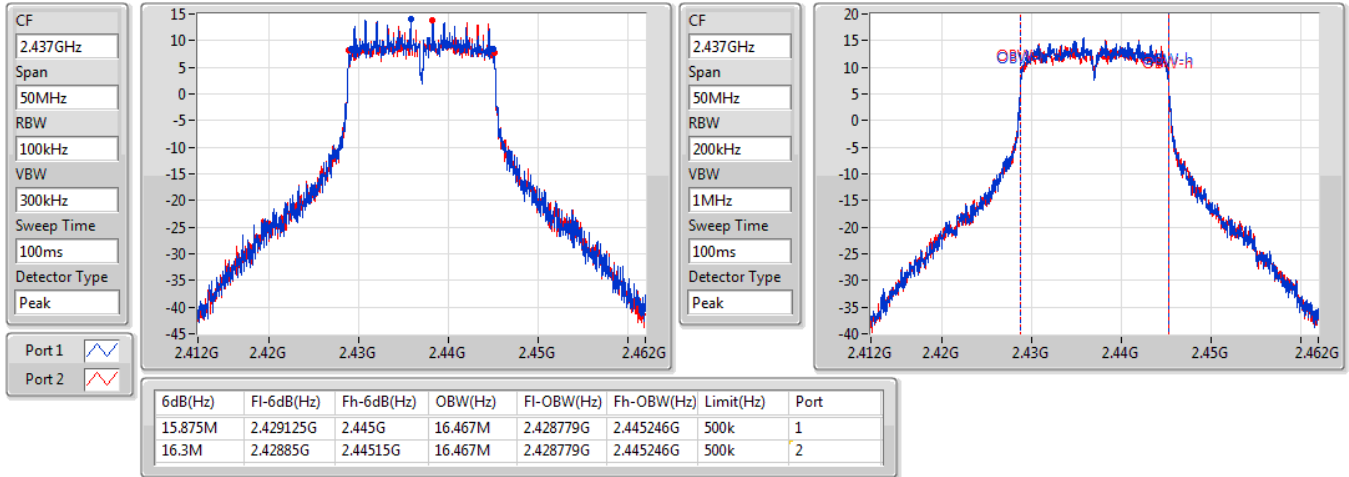 CF
2.437GHz
Span
50MHz
RBW
100kHz
VBW
300kHz
Sweep Time
100ms
Detector Type
Peak
Port 1
Port 2
15-
10-
5-
0-
-5-
-10-
-15-
-20-
-25-
-30-
-35-
-40-
-45-
2.412G 2.42G 2.43G 2.44G 2.45G 2.462G
CF
2.437GHz
Span
50MHz
RBW
200kHz
VBW
1MHz
Sweep Time
100ms
Detector Type
Peak
20-
15-
10-
5-
0-
-5-
-10-
-15-
-20-
-25-
-30-
-35-
-40-
2.412G 2.42G 2.43G 2.44G 2.45G 2.462G
6dB(Hz) Fl-6dB(Hz) Fh-6dB(Hz) OBW(Hz) Fl-OBW(Hz) Fh-OBW(Hz) Limit(Hz) Port
15.875M 2.429125G 2.445G 16.467M 2.428779G 2.445246G 500k 1
16.3M 2.42885G 2.44515G 16.467M 2.428779G 2.445246G 500k 2